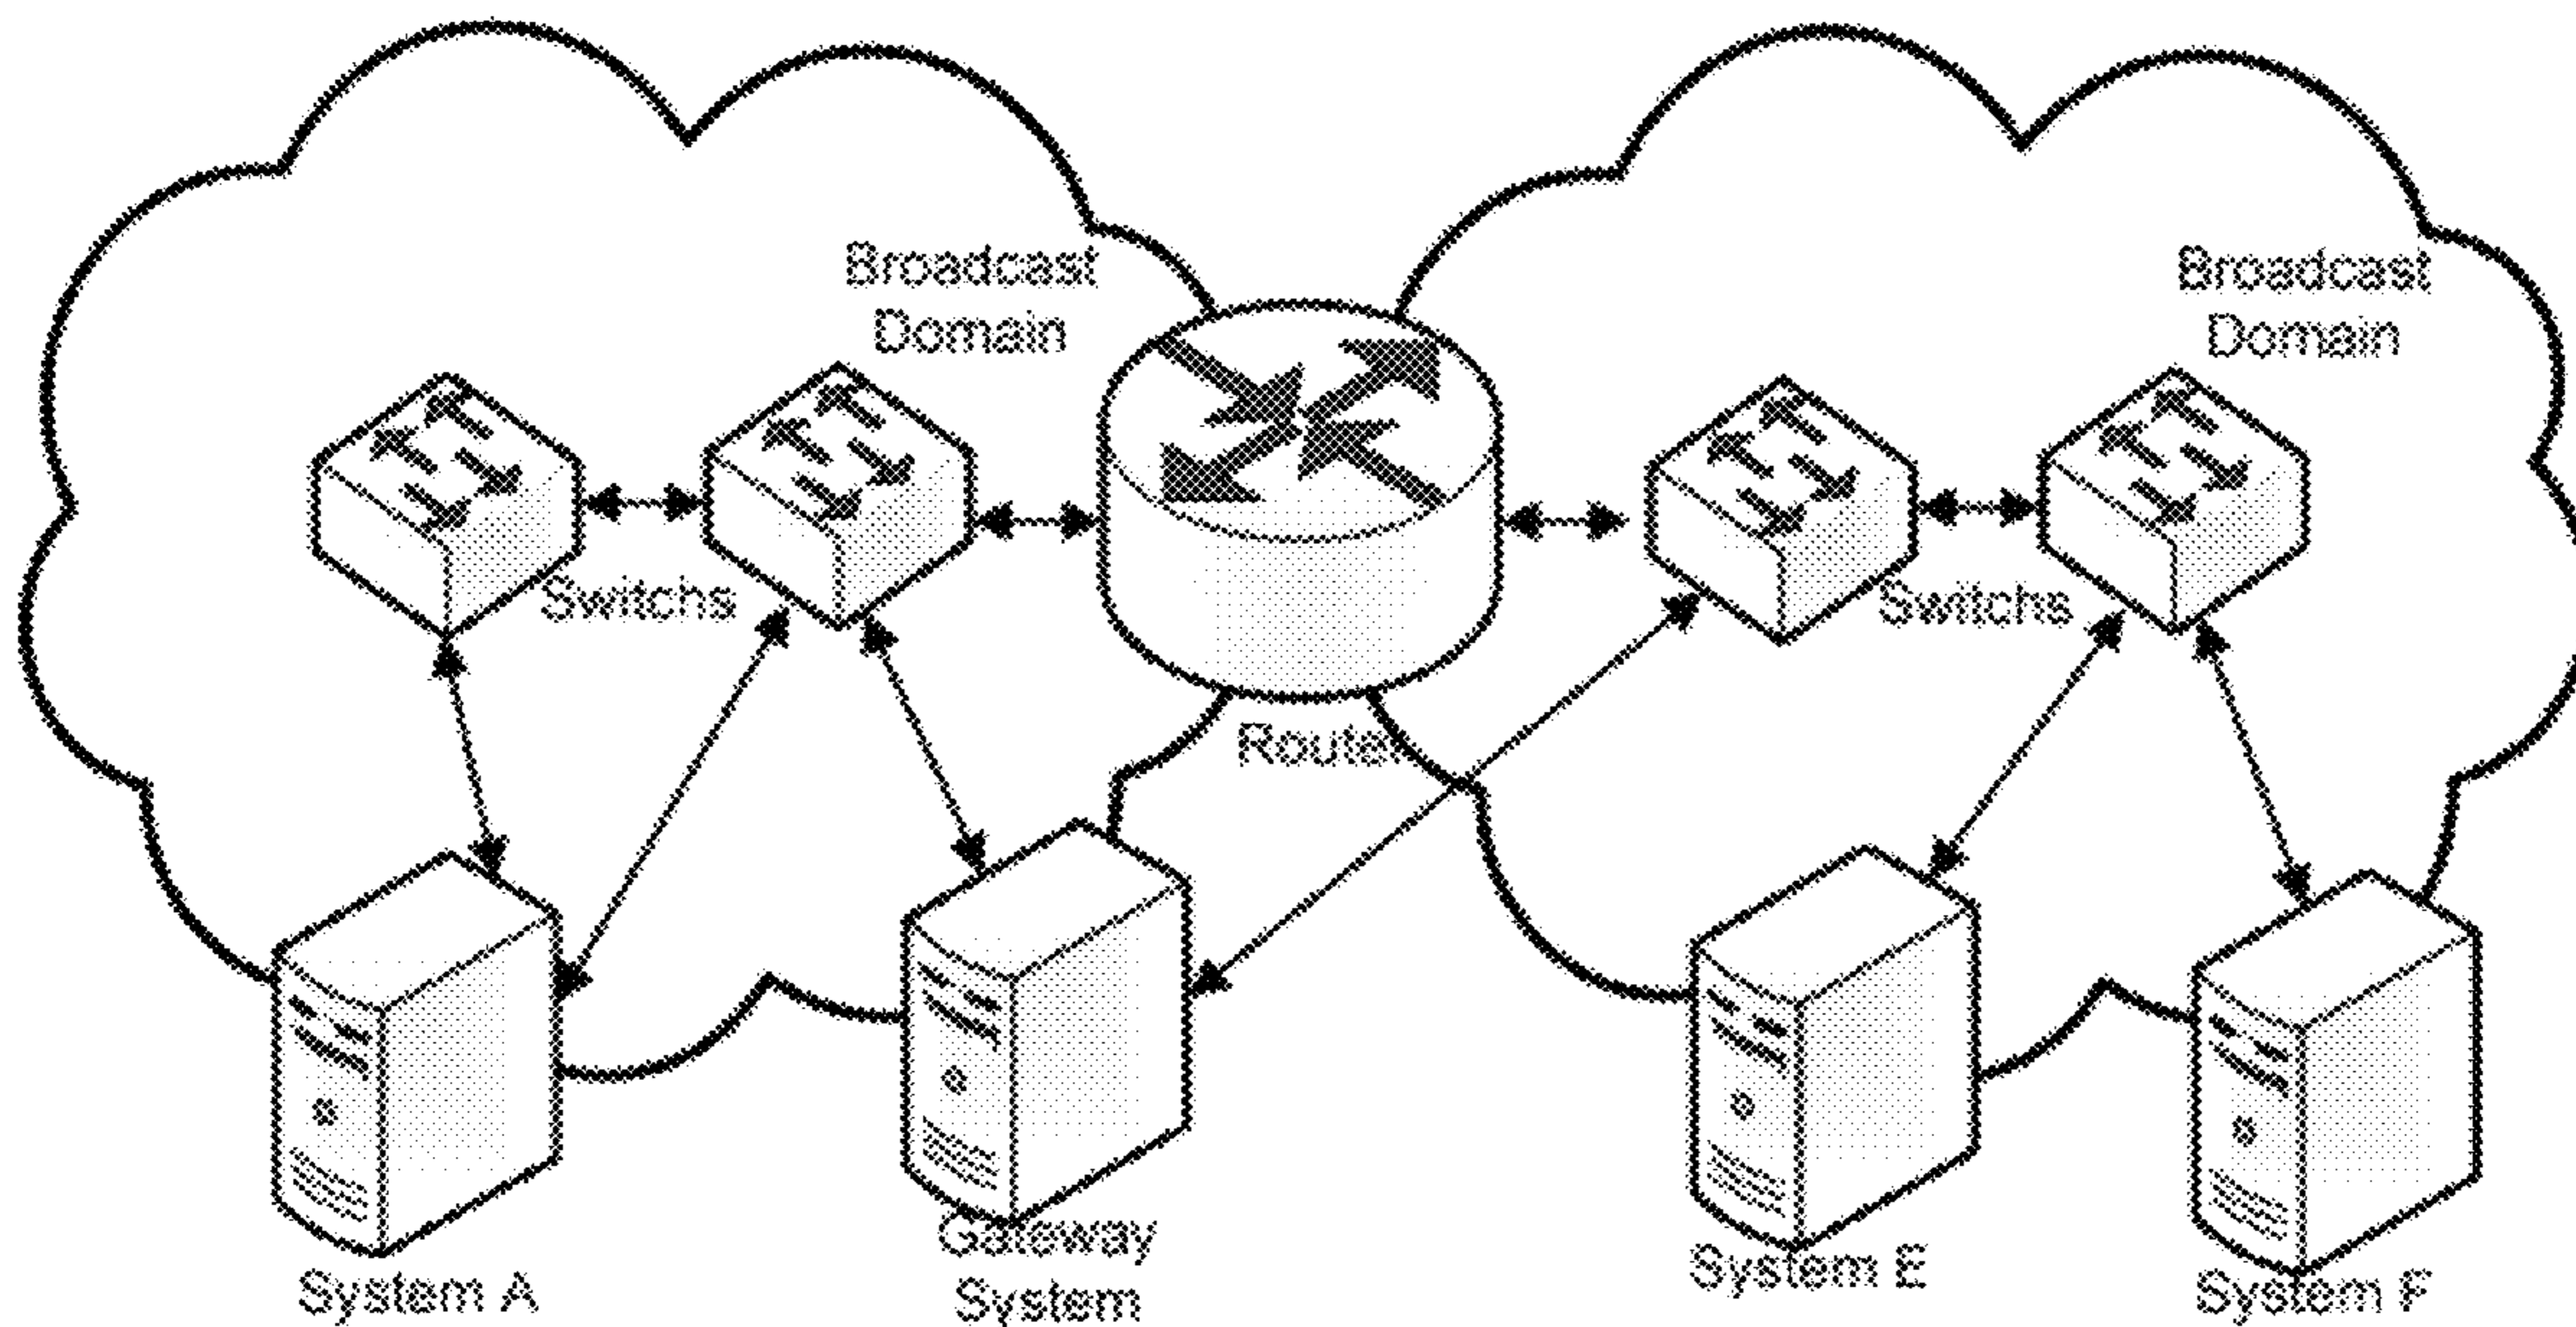 Broadcast
Domain
Broadcast
Domain
Switchs
Switchs
Router
Gateway
System
System A
System E
System F